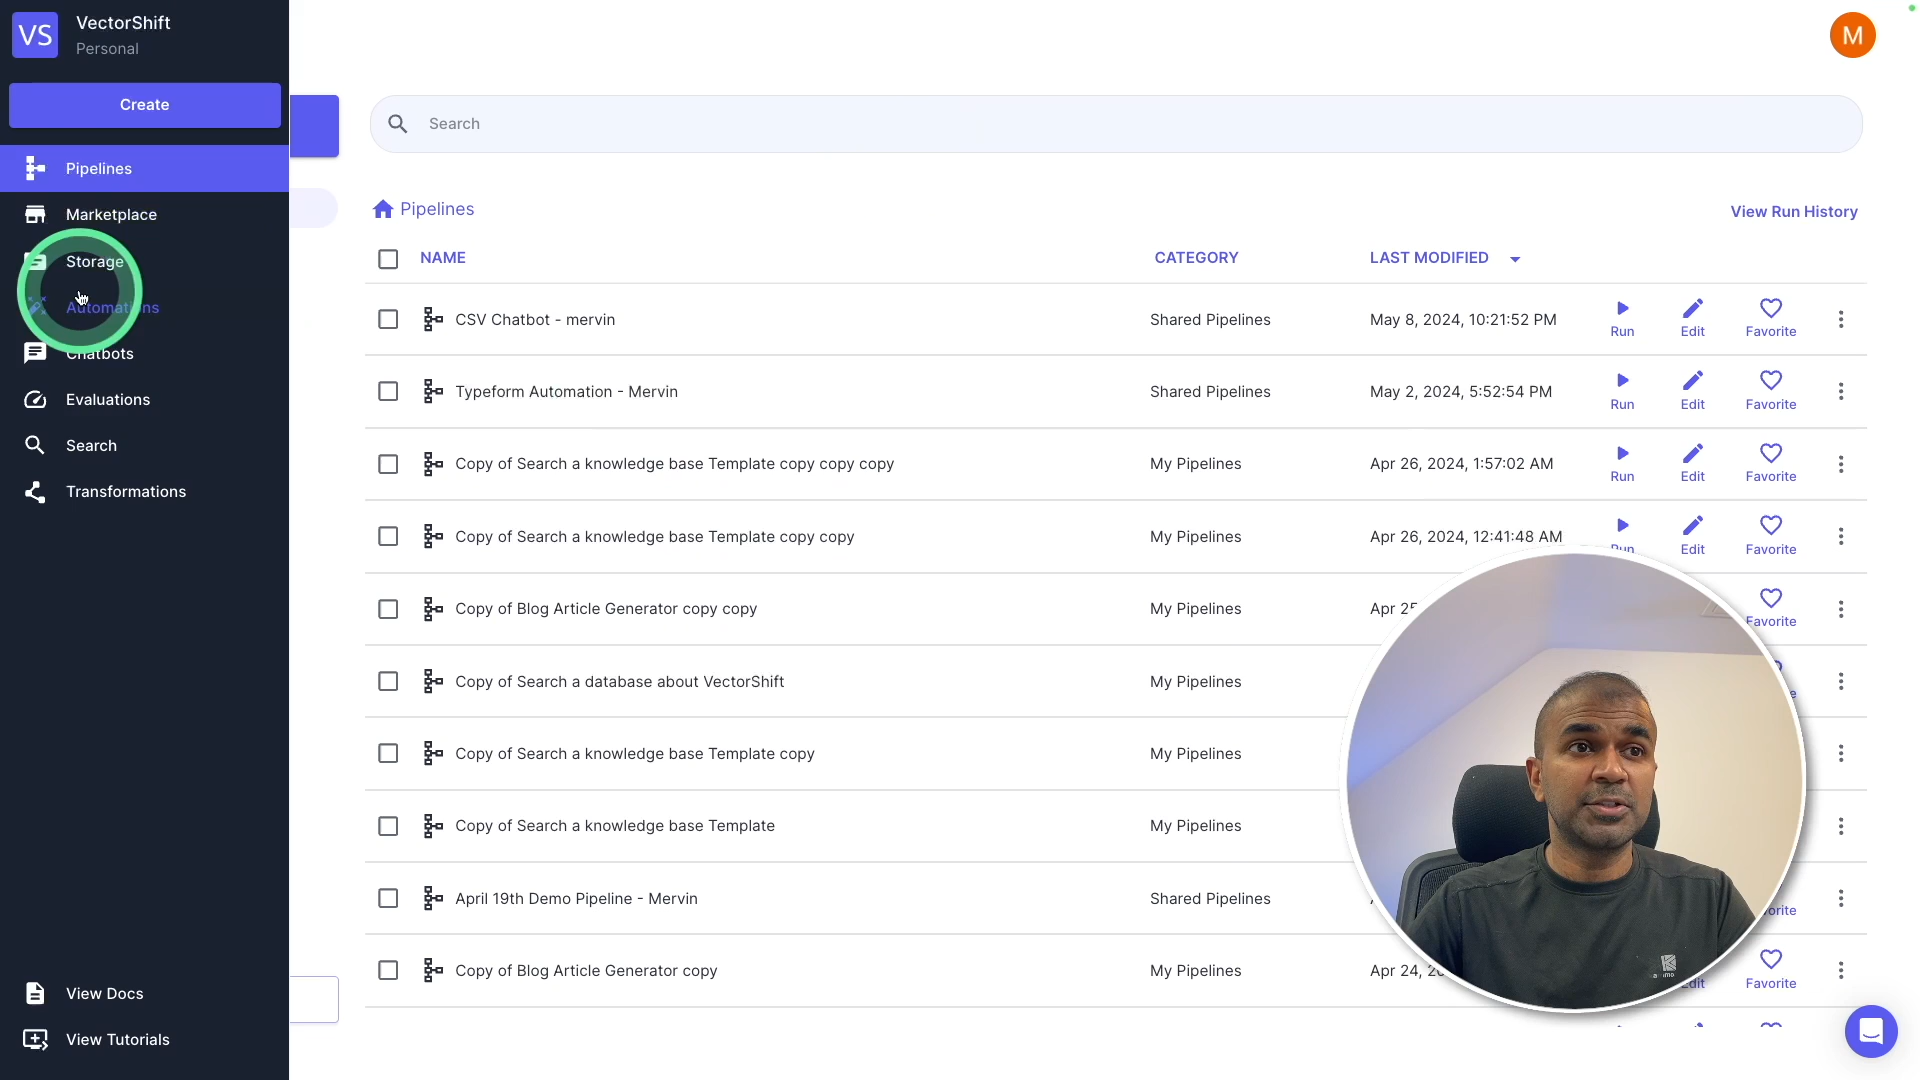 VS
VectorShift
Personal
Create
Pipelines
Marketplace
Storage
Automations
Chatbots
Evaluations
Search
Transformations
View Docs
View Tutorials
M
Search
Pipelines
View Run History
NAME CATEGORY LAST MODIFIED
CSV Chatbot - mervin Shared Pipelines May 8, 2024, 10:21:52 PM Run Edit Favorite
Typeform Automation - Mervin Shared Pipelines May 2, 2024, 5:52:54 PM Run Edit Favorite
Copy of Search a knowledge base Template copy copy copy My Pipelines Apr 26, 2024, 1:57:02 AM Run Edit Favorite
Copy of Search a knowledge base Template copy copy My Pipelines Apr 26, 2024, 12:41:48 AM Run Edit Favorite
Copy of Blog Article Generator copy copy My Pipelines Apr 25 Favorite
Copy of Search a database about VectorShift My Pipelines
Copy of Search a knowledge base Template copy My Pipelines
Copy of Search a knowledge base Template My Pipelines
April 19th Demo Pipeline - Mervin Shared Pipelines
Copy of Blog Article Generator copy My Pipelines Apr 24, Edit Favorite